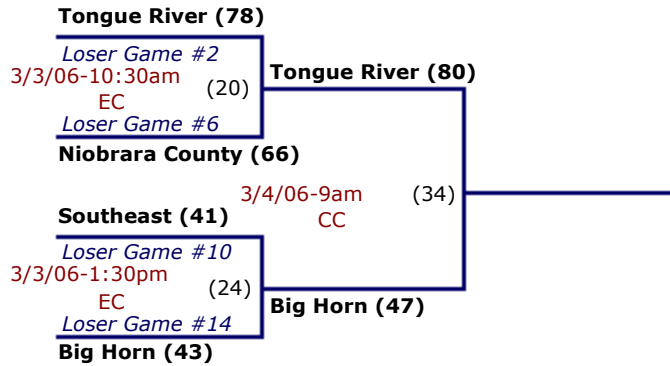 Tongue River (78)
Loser Game #2
3/3/06-10:30am
(20)
EC
Loser Game #6
Niobrara County (66)
Tongue River (80)
3/4/06-9am
(34)
CC
Southeast (41)
Loser Game #10
3/3/06-1:30pm
(24)
EC
Loser Game #14
Big Horn (43)
Big Horn (47)